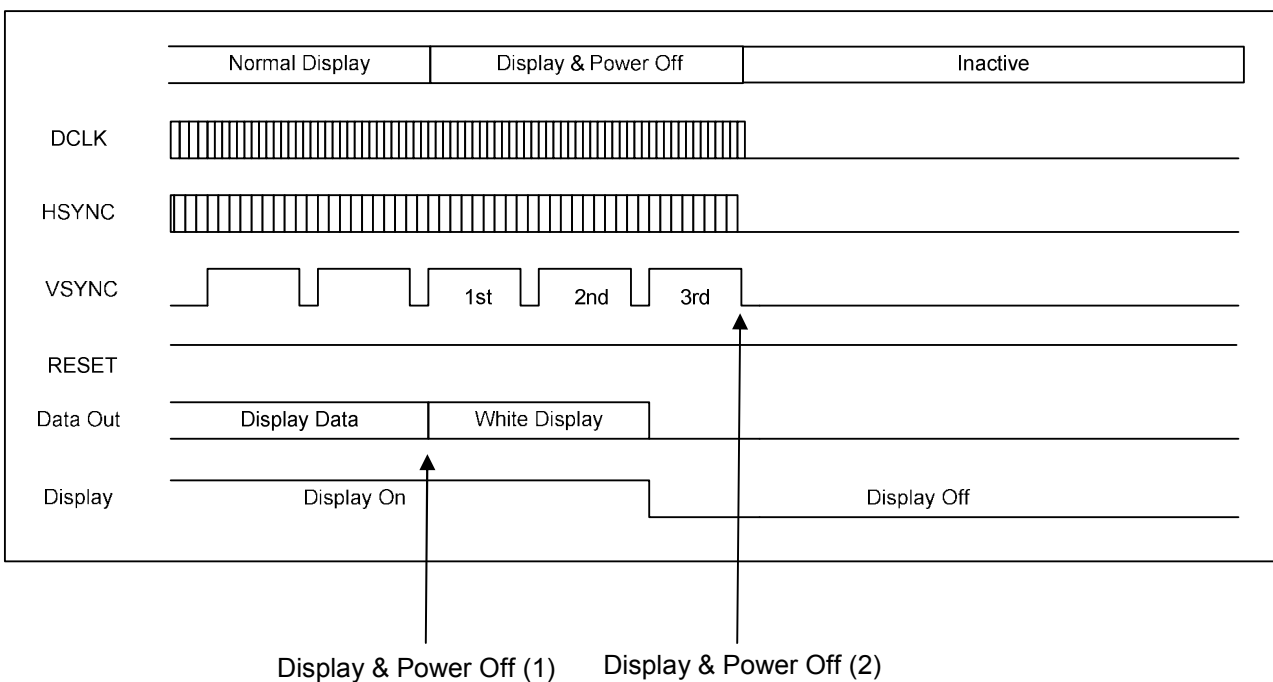 Normal Display Display & Power Off Inactive
DCLK
HSYNC
VSYNC 1st 2nd 3rd
RESET
Data Out Display Data White Display
Display Display On Display Off
Display & Power Off (1) Display & Power Off (2)